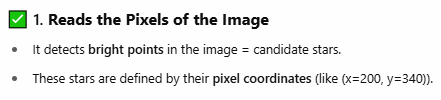 ✅ 1. Reads the Pixels of the Image
• It detects bright points in the image = candidate stars.
• These stars are defined by their pixel coordinates (like (x=200, y=340)).